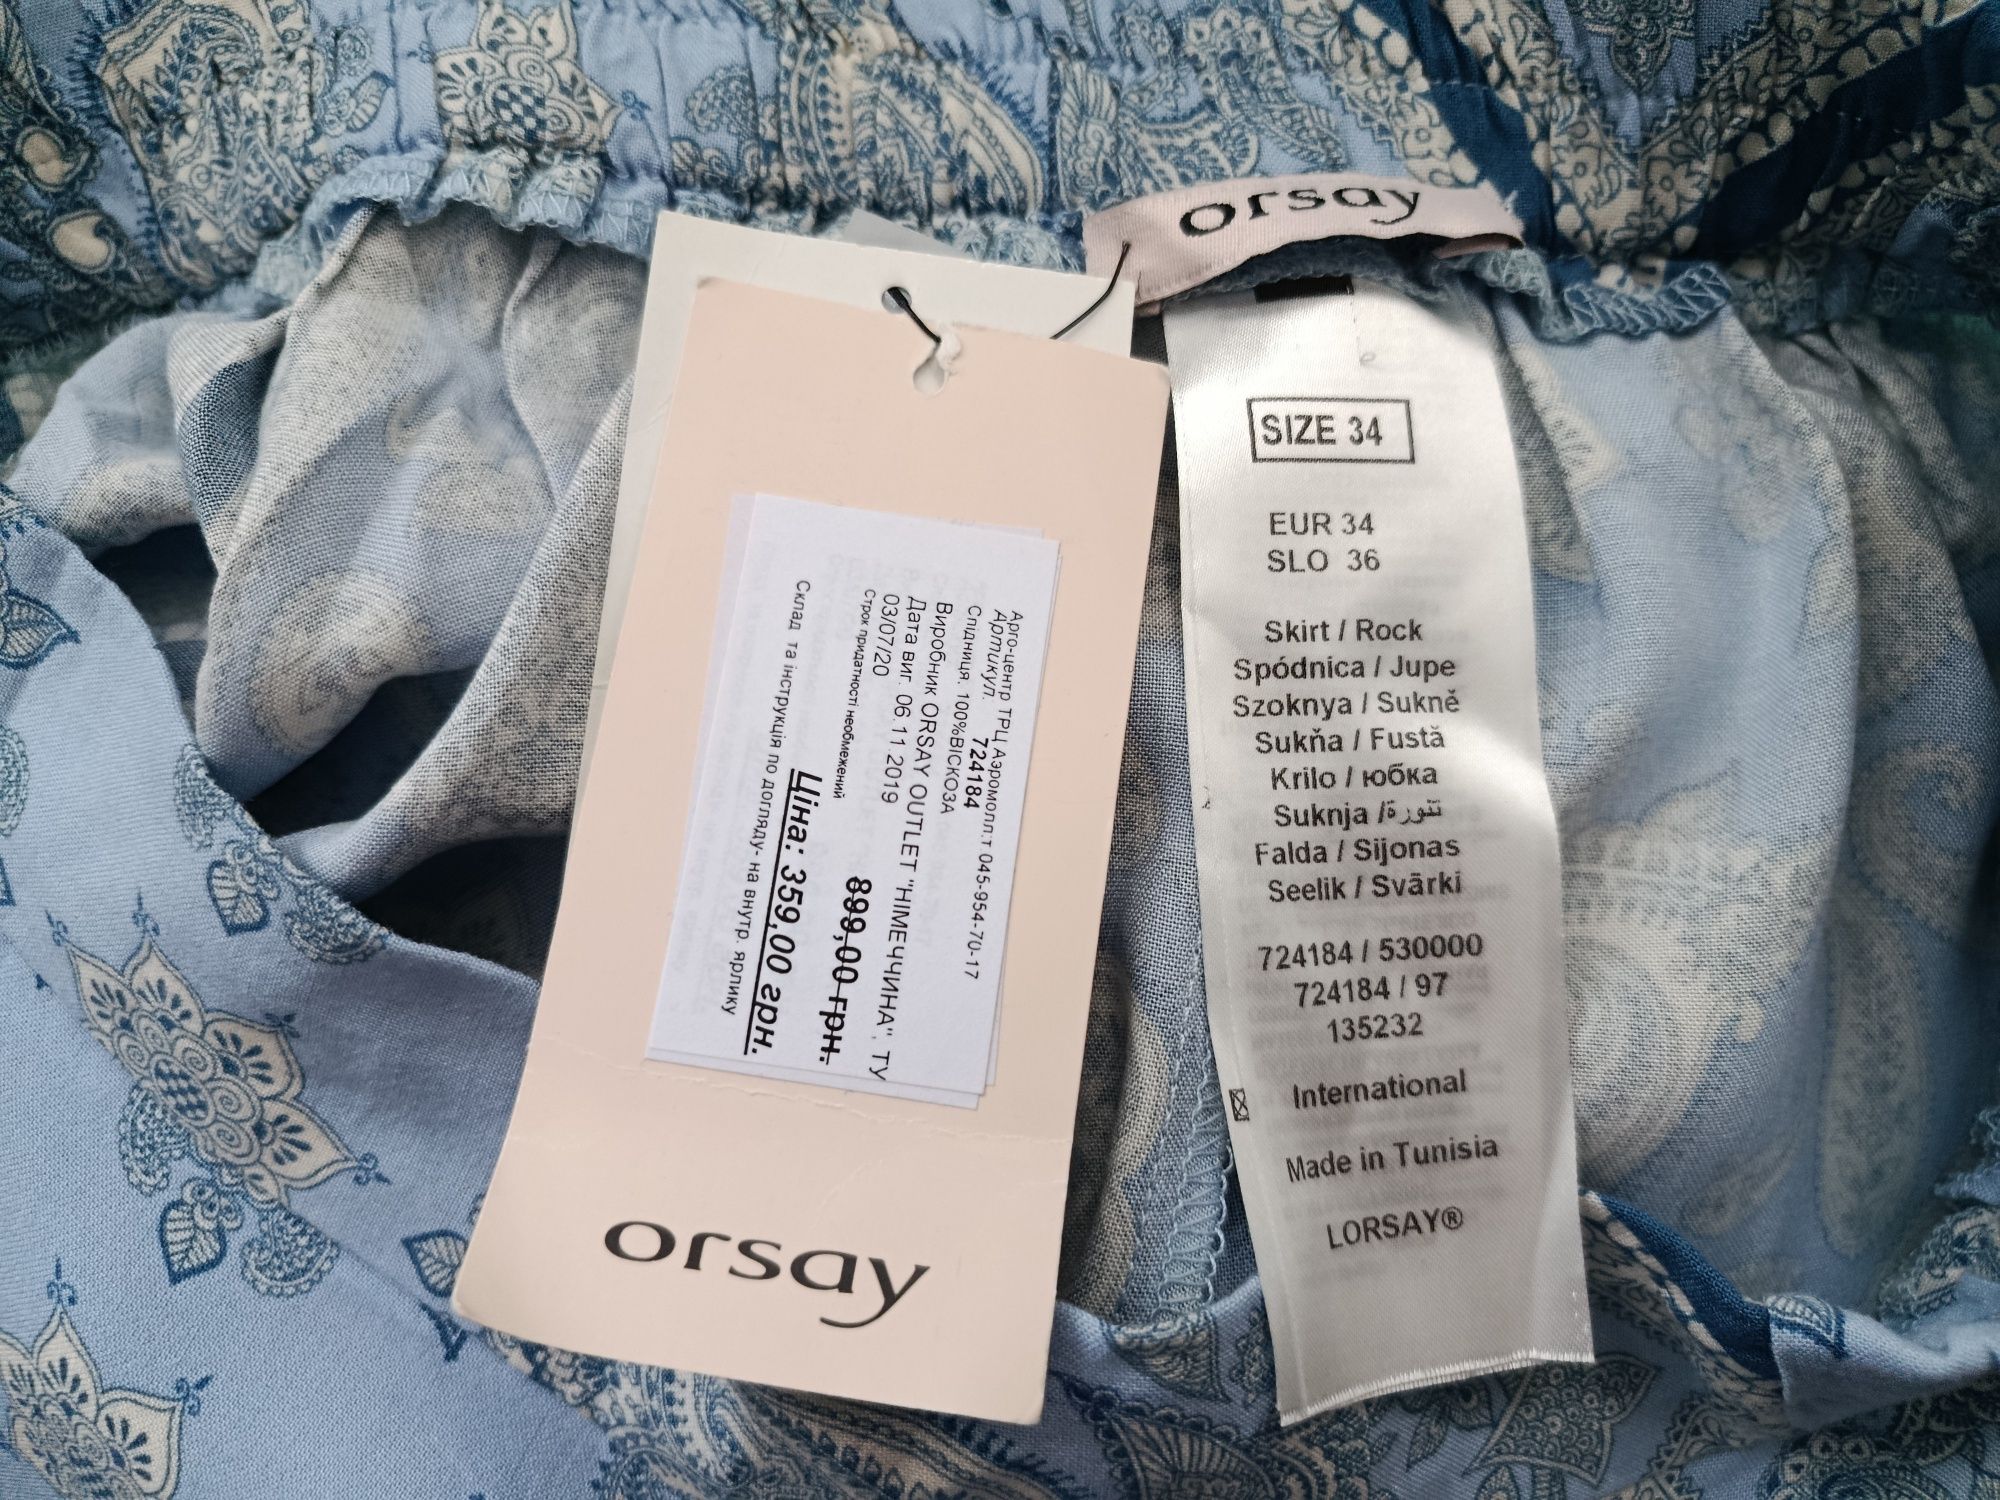 orsay
Арго-центр ТРЦ Аэромолл.т 045-954-70-17
Артикул. 724184
Спідниця. 100%ВІСКОЗА
Виробник ORSAY OUTLET "НІМЕЧЧИНА", ТУ
Дата виг. 06.11.2019
03/07/20
Строк придатності необмежений
899,00 грн.
Ціна: 359,00 грн.
Склад та інструкція по догляду- на внутр. ярлику
orsay
SIZE 34
EUR 34
SLO 36
Skirt / Rock
Spódnica / Jupe
Szoknya / Sukně
Sukňa / Fustă
Krilo / юбка
Suknja /تنورة
Falda / Sijonas
Seelik / Svārki
724184 / 530000
724184 / 97
135232
International
Made in Tunisia
LORSAY®